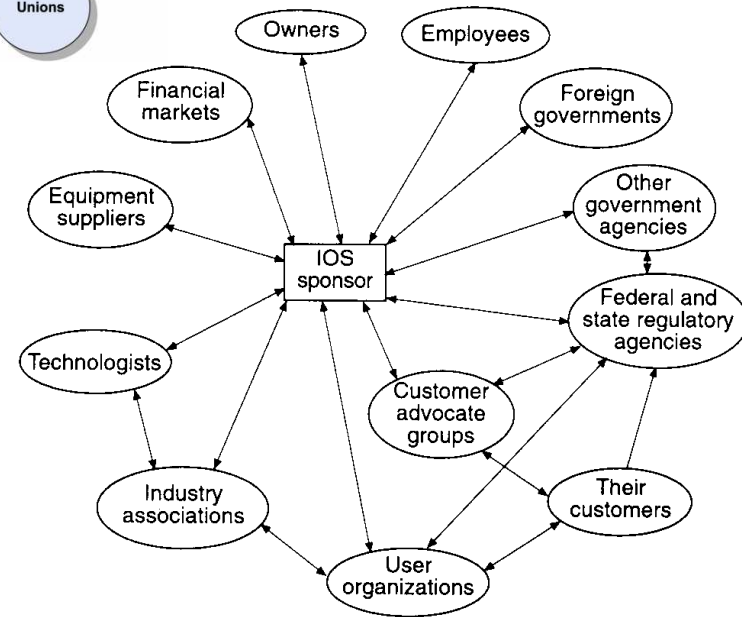 Unions
Owners
Employees
Financial
markets
Foreign
governments
Equipment
suppliers
Other
government
agencies
IOS
sponsor
Federal and
state regulatory
agencies
Technologists
Customer
advocate
groups
Industry
associations
Their
customers
User
organizations